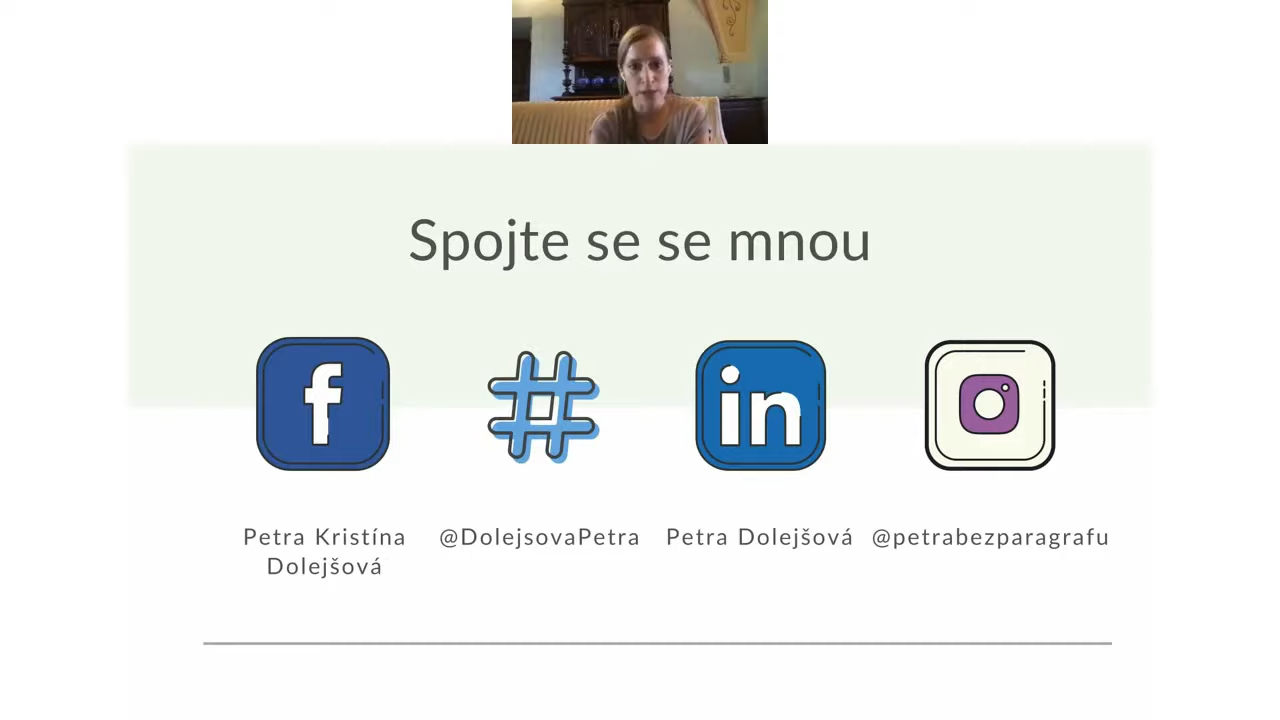 Spojte se se mnou
Petra Kristína
Dolejšová
@DolejsovaPetra
Petra Dolejšová
@petrabezparagrafu